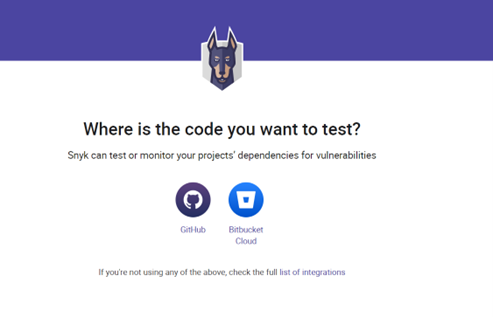 Where is the code you want to test?
Snyk can test or monitor your projects' dependencies for vulnerabilities
GitHub
Bitbucket
Cloud
If you're not using any of the above, check the full list of integrations